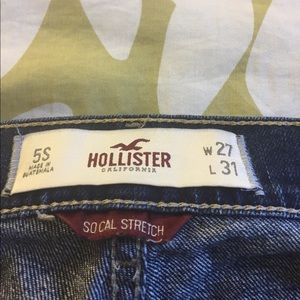 5S
MADE IN
GUATEMALA
HOLLISTER
CALIFORNIA
W 27
L 31
SO CAL STRETCH